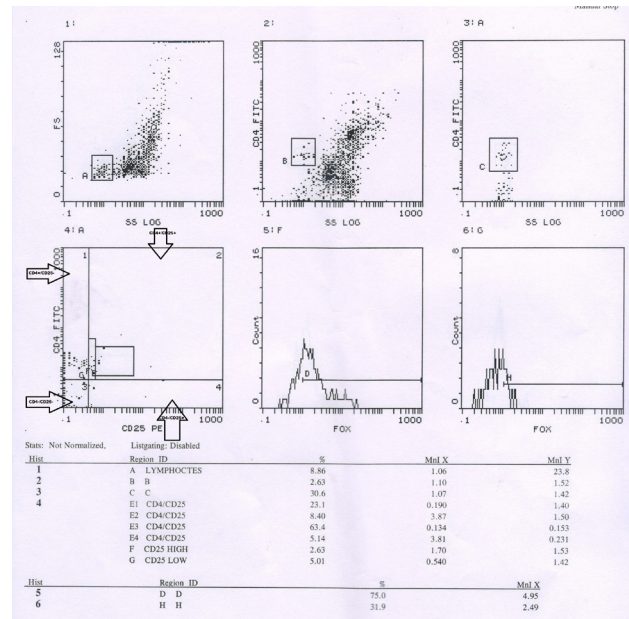 Manual Stop
1: 2: 3: A
128 1000 1000
FS CD4 FITC CD4 FITC
A B C
0 .1 .1
.1 1000 .1 1000 .1 1000
SS LOG SS LOG SS LOG
CD4+CD25+
4: A 5: F 6: G
1 2 16 8
CD4+/CD25-
CD4 FITC Count Count
G F D H
3 4
CD4-/CD25- 0 0
1000 .1 1000 .1 1000
CD4-/CD25+
CD25 PE FOX FOX
Stats: Not Normalized, Listgating: Disabled
Hist Region ID % MnI X MnI Y
1 A LYMPHOCTES 8.86 1.06 23.8
2 B B 2.63 1.10 1.52
3 C C 30.6 1.07 1.42
4 E1 CD4/CD25 23.1 0.190 1.40
E2 CD4/CD25 8.40 3.87 1.50
E3 CD4/CD25 63.4 0.134 0.153
E4 CD4/CD25 5.14 3.81 0.231
F CD25 HIGH 2.63 1.70 1.53
G CD25 LOW 5.01 0.540 1.42
Hist Region ID % MnI X
5 D D 75.0 4.95
6 H H 31.9 2.49